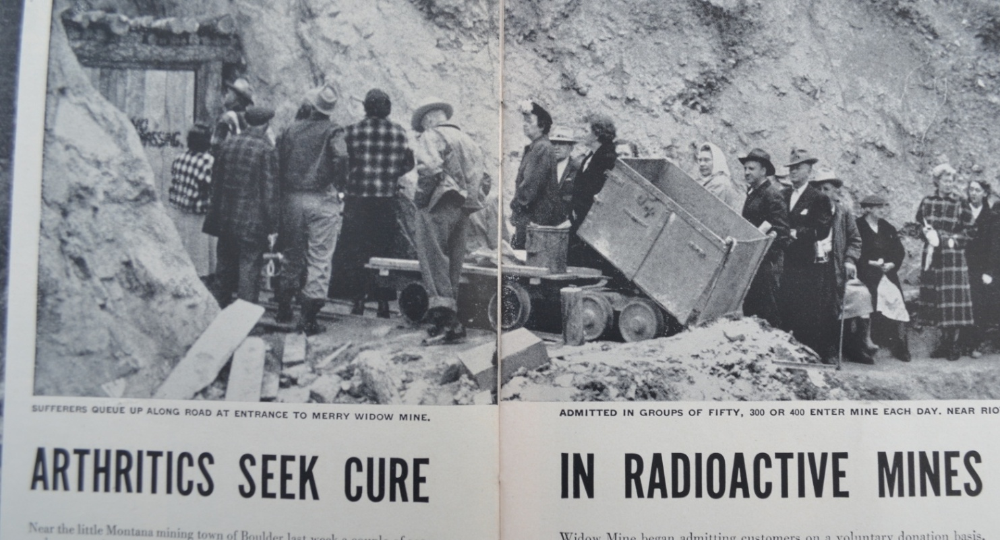 NO
SUFFERERS QUEUE UP ALONG ROAD AT ENTRANCE TO MERRY WIDOW MINE.
ADMITTED IN GROUPS OF FIFTY, 300 OR 400 ENTER MINE EACH DAY. NEAR RIO
ARTHRITICS SEEK CURE
IN RADIOACTIVE MINES
Near the little Montana mining town of Boulder last week a couple of
Widow Mine began admitting customers on a voluntary donation basis.